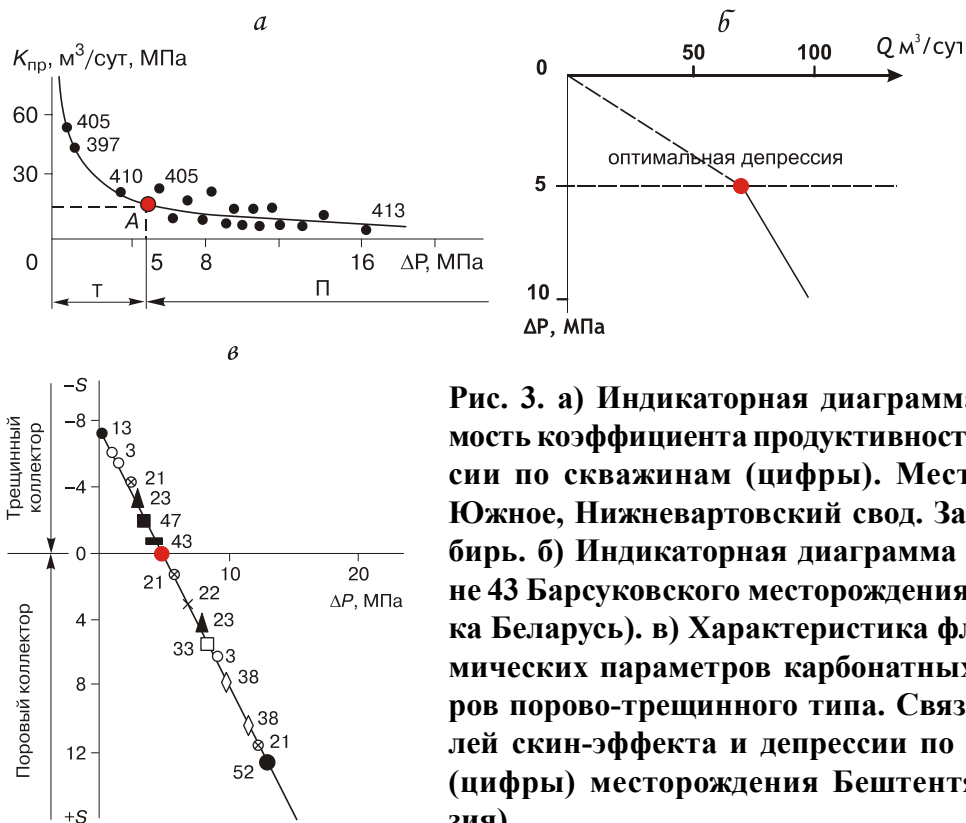 а
K пр, м³/сут, МПа
60
30
405
397
410
405
413
A
0
5
8
16
ΔP, МПа
Т
П
б
Q м³/сут
0
50
100
оптимальная депрессия
5
10
ΔP, МПа
в
–S
–8
–4
0
4
8
12
+S
Трещинный
коллектор
Поровый коллектор
13
3
21
23
47
43
10
20
ΔP, МПа
21
22
23
33
3
38
38
21
52
Рис. 3. а) Индикаторная диаграмма
мость коэффициента продуктивност
сии по скважинам (цифры). Мест
Южное, Нижневартовский свод. За
бирь. б) Индикаторная диаграмма
не 43 Барсуковского месторождения
ка Беларусь). в) Характеристика фл
мических параметров карбонатных
ров порово-трещинного типа. Связ
лей скин-эффекта и депрессии по
(цифры) месторождения Бештентя
зия)